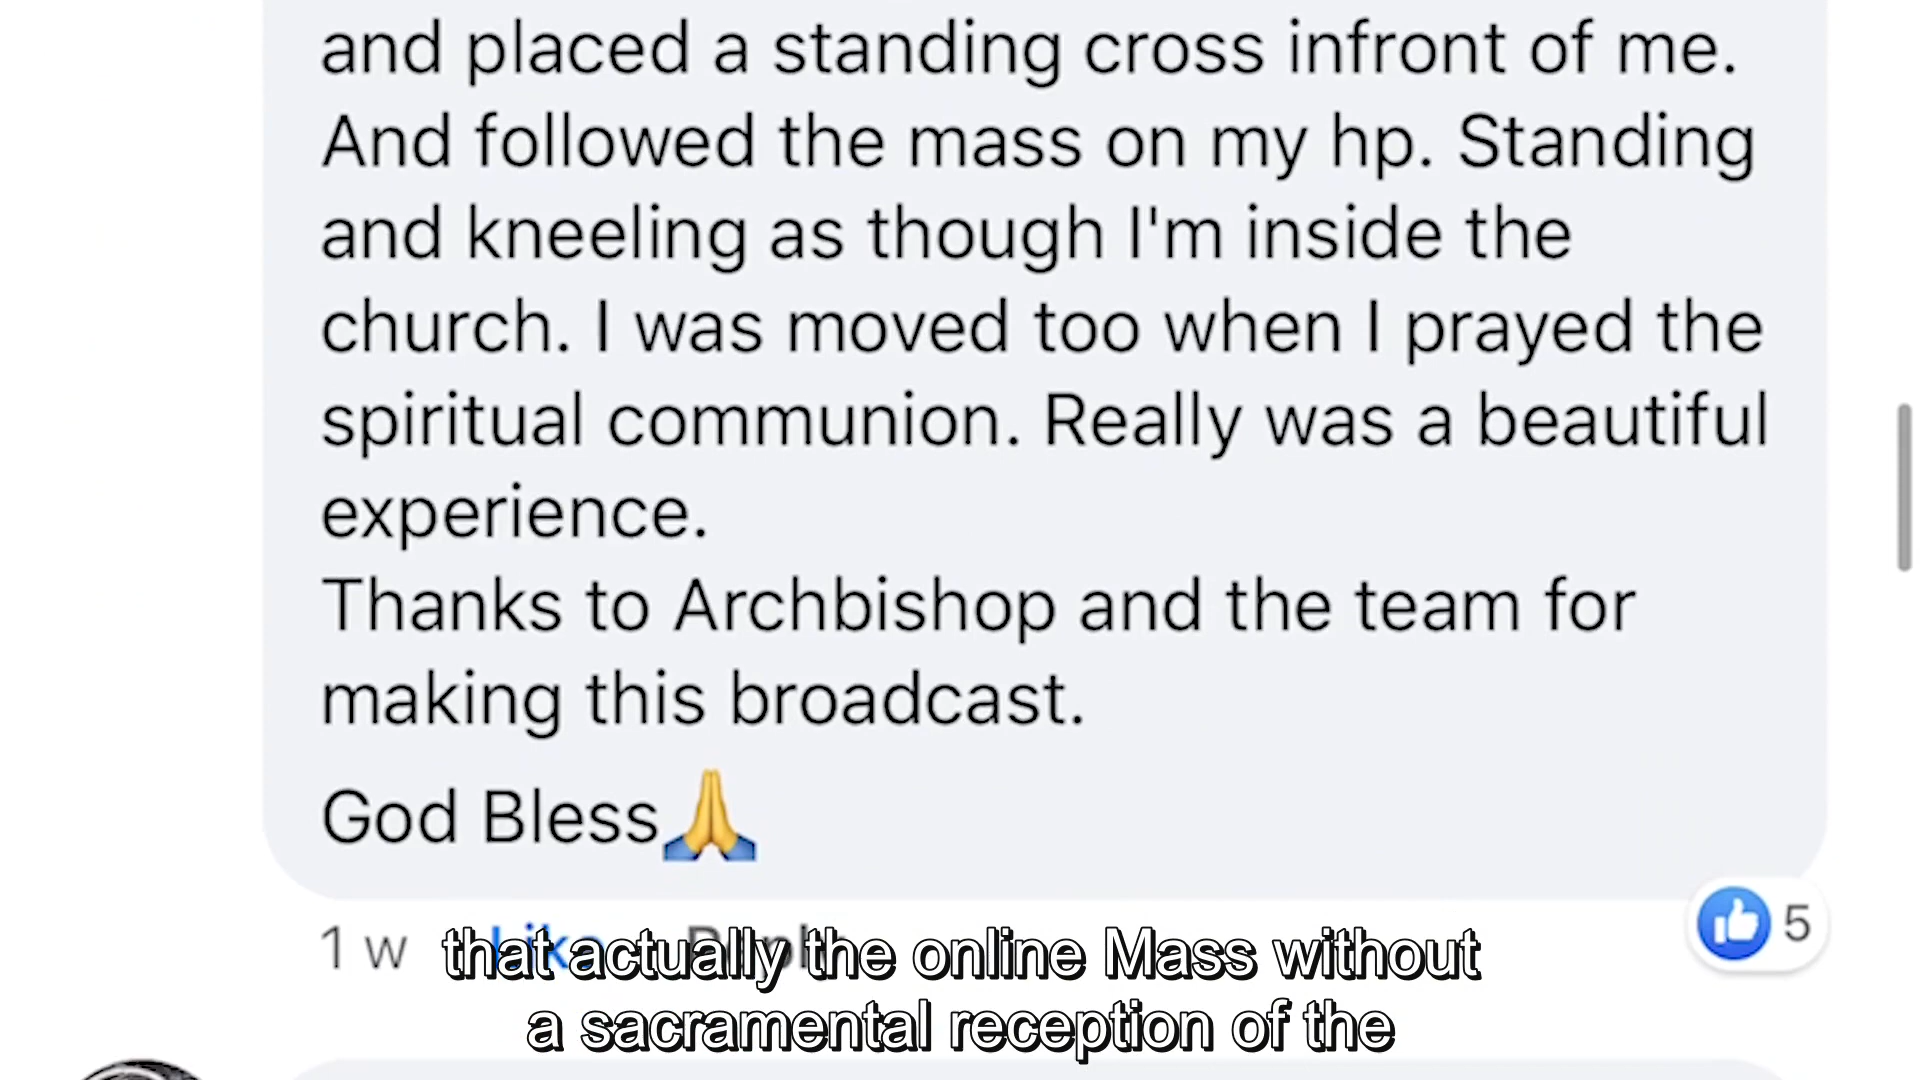 and placed a standing cross infront of me.
And followed the mass on my hp. Standing
and kneeling as though I'm inside the
church. I was moved too when I prayed the
spiritual communion. Really was a beautiful
experience.
Thanks to Archbishop and the team for
making this broadcast.
God Bless🙏
1 w Like Reply
5
that actually the online Mass without
a sacramental reception of the